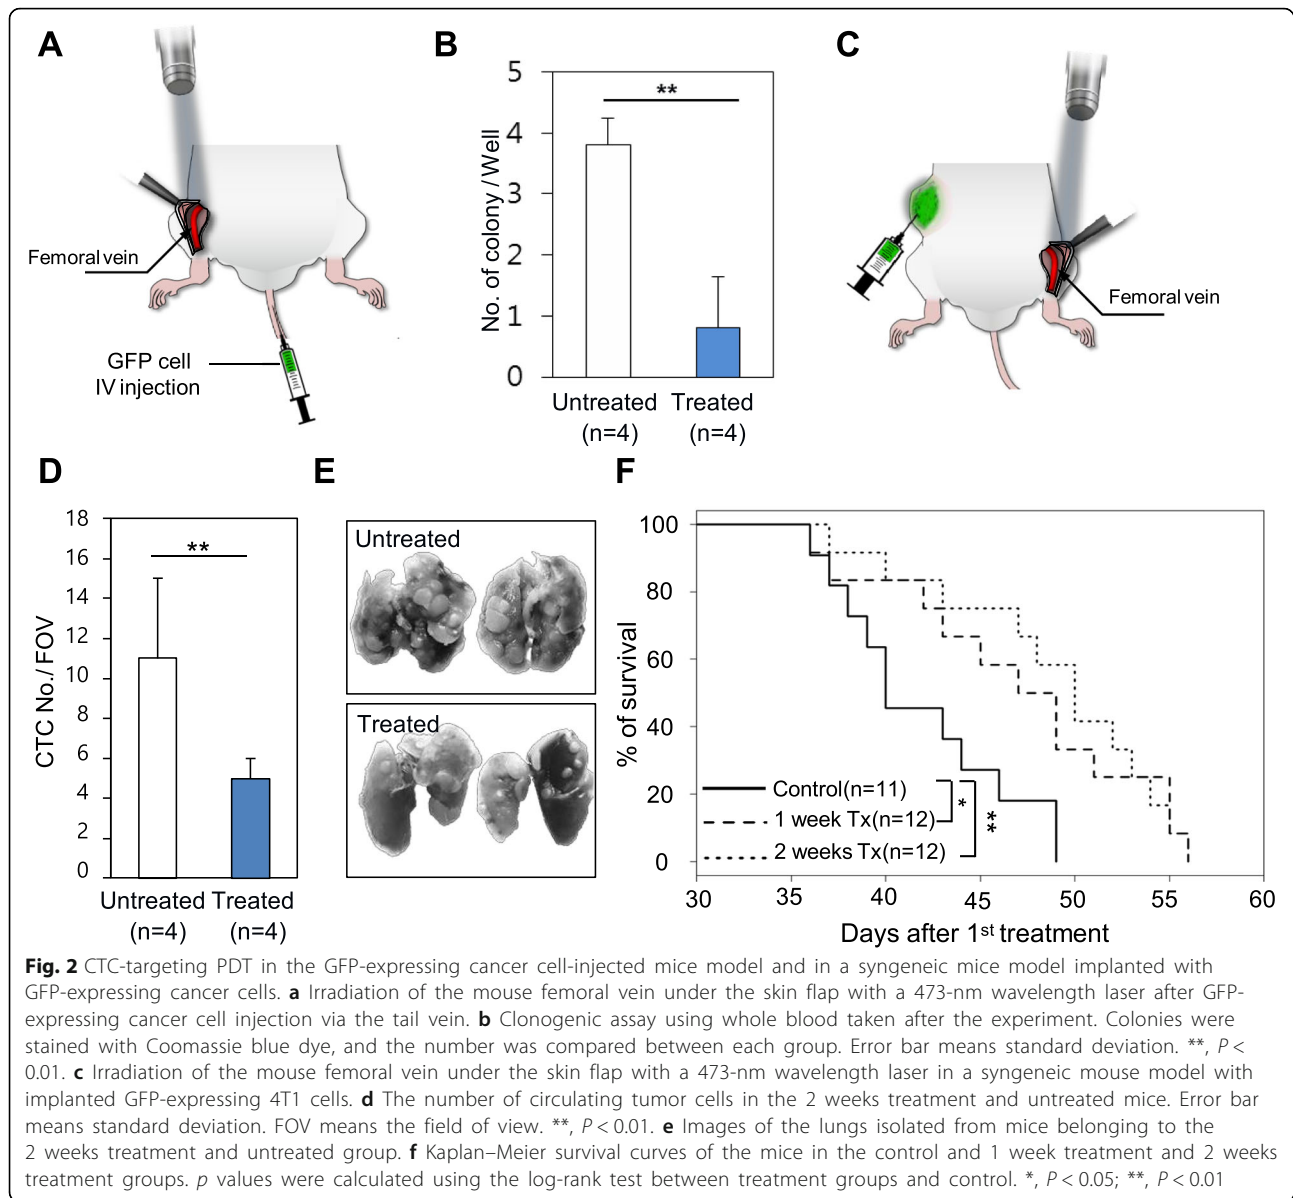 A
Femoral vein
GFP cell
IV injection
B
No. of colony / Well
5
4
3
2
1
0
**
Untreated Treated
(n=4) (n=4)
C
Femoral vein
D
CTC No./ FOV
18
16
14
12
10
8
6
4
2
0
**
Untreated Treated
(n=4) (n=4)
E
Untreated
Treated
F
% of survival
100
80
60
40
20
0
Control(n=11)
1 week Tx(n=12)
2 weeks Tx(n=12)
*
**
30 35 40 45 50 55 60
Days after 1st treatment
Fig. 2 CTC-targeting PDT in the GFP-expressing cancer cell-injected mice model and in a syngeneic mice model implanted with
GFP-expressing cancer cells. a Irradiation of the mouse femoral vein under the skin flap with a 473-nm wavelength laser after GFP-
expressing cancer cell injection via the tail vein. b Clonogenic assay using whole blood taken after the experiment. Colonies were
stained with Coomassie blue dye, and the number was compared between each group. Error bar means standard deviation. **, P <
0.01. c Irradiation of the mouse femoral vein under the skin flap with a 473-nm wavelength laser in a syngeneic mouse model with
implanted GFP-expressing 4T1 cells. d The number of circulating tumor cells in the 2 weeks treatment and untreated mice. Error bar
means standard deviation. FOV means the field of view. **, P < 0.01. e Images of the lungs isolated from mice belonging to the
2 weeks treatment and untreated group. f Kaplan–Meier survival curves of the mice in the control and 1 week treatment and 2 weeks
treatment groups. p values were calculated using the log-rank test between treatment groups and control. *, P < 0.05; **, P < 0.01